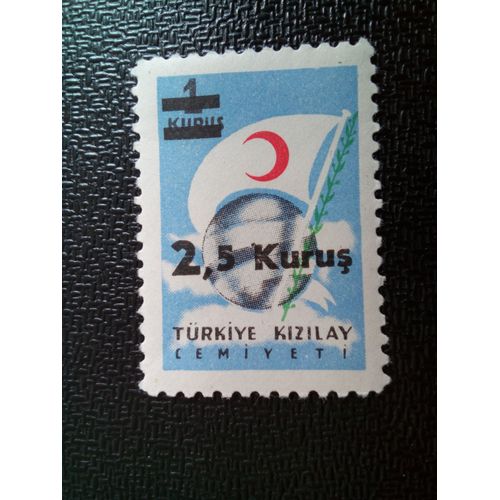 1
KURUŞ
2,5 Kuruş
TÜRKİYE KIZILAY
CEMİYETİ